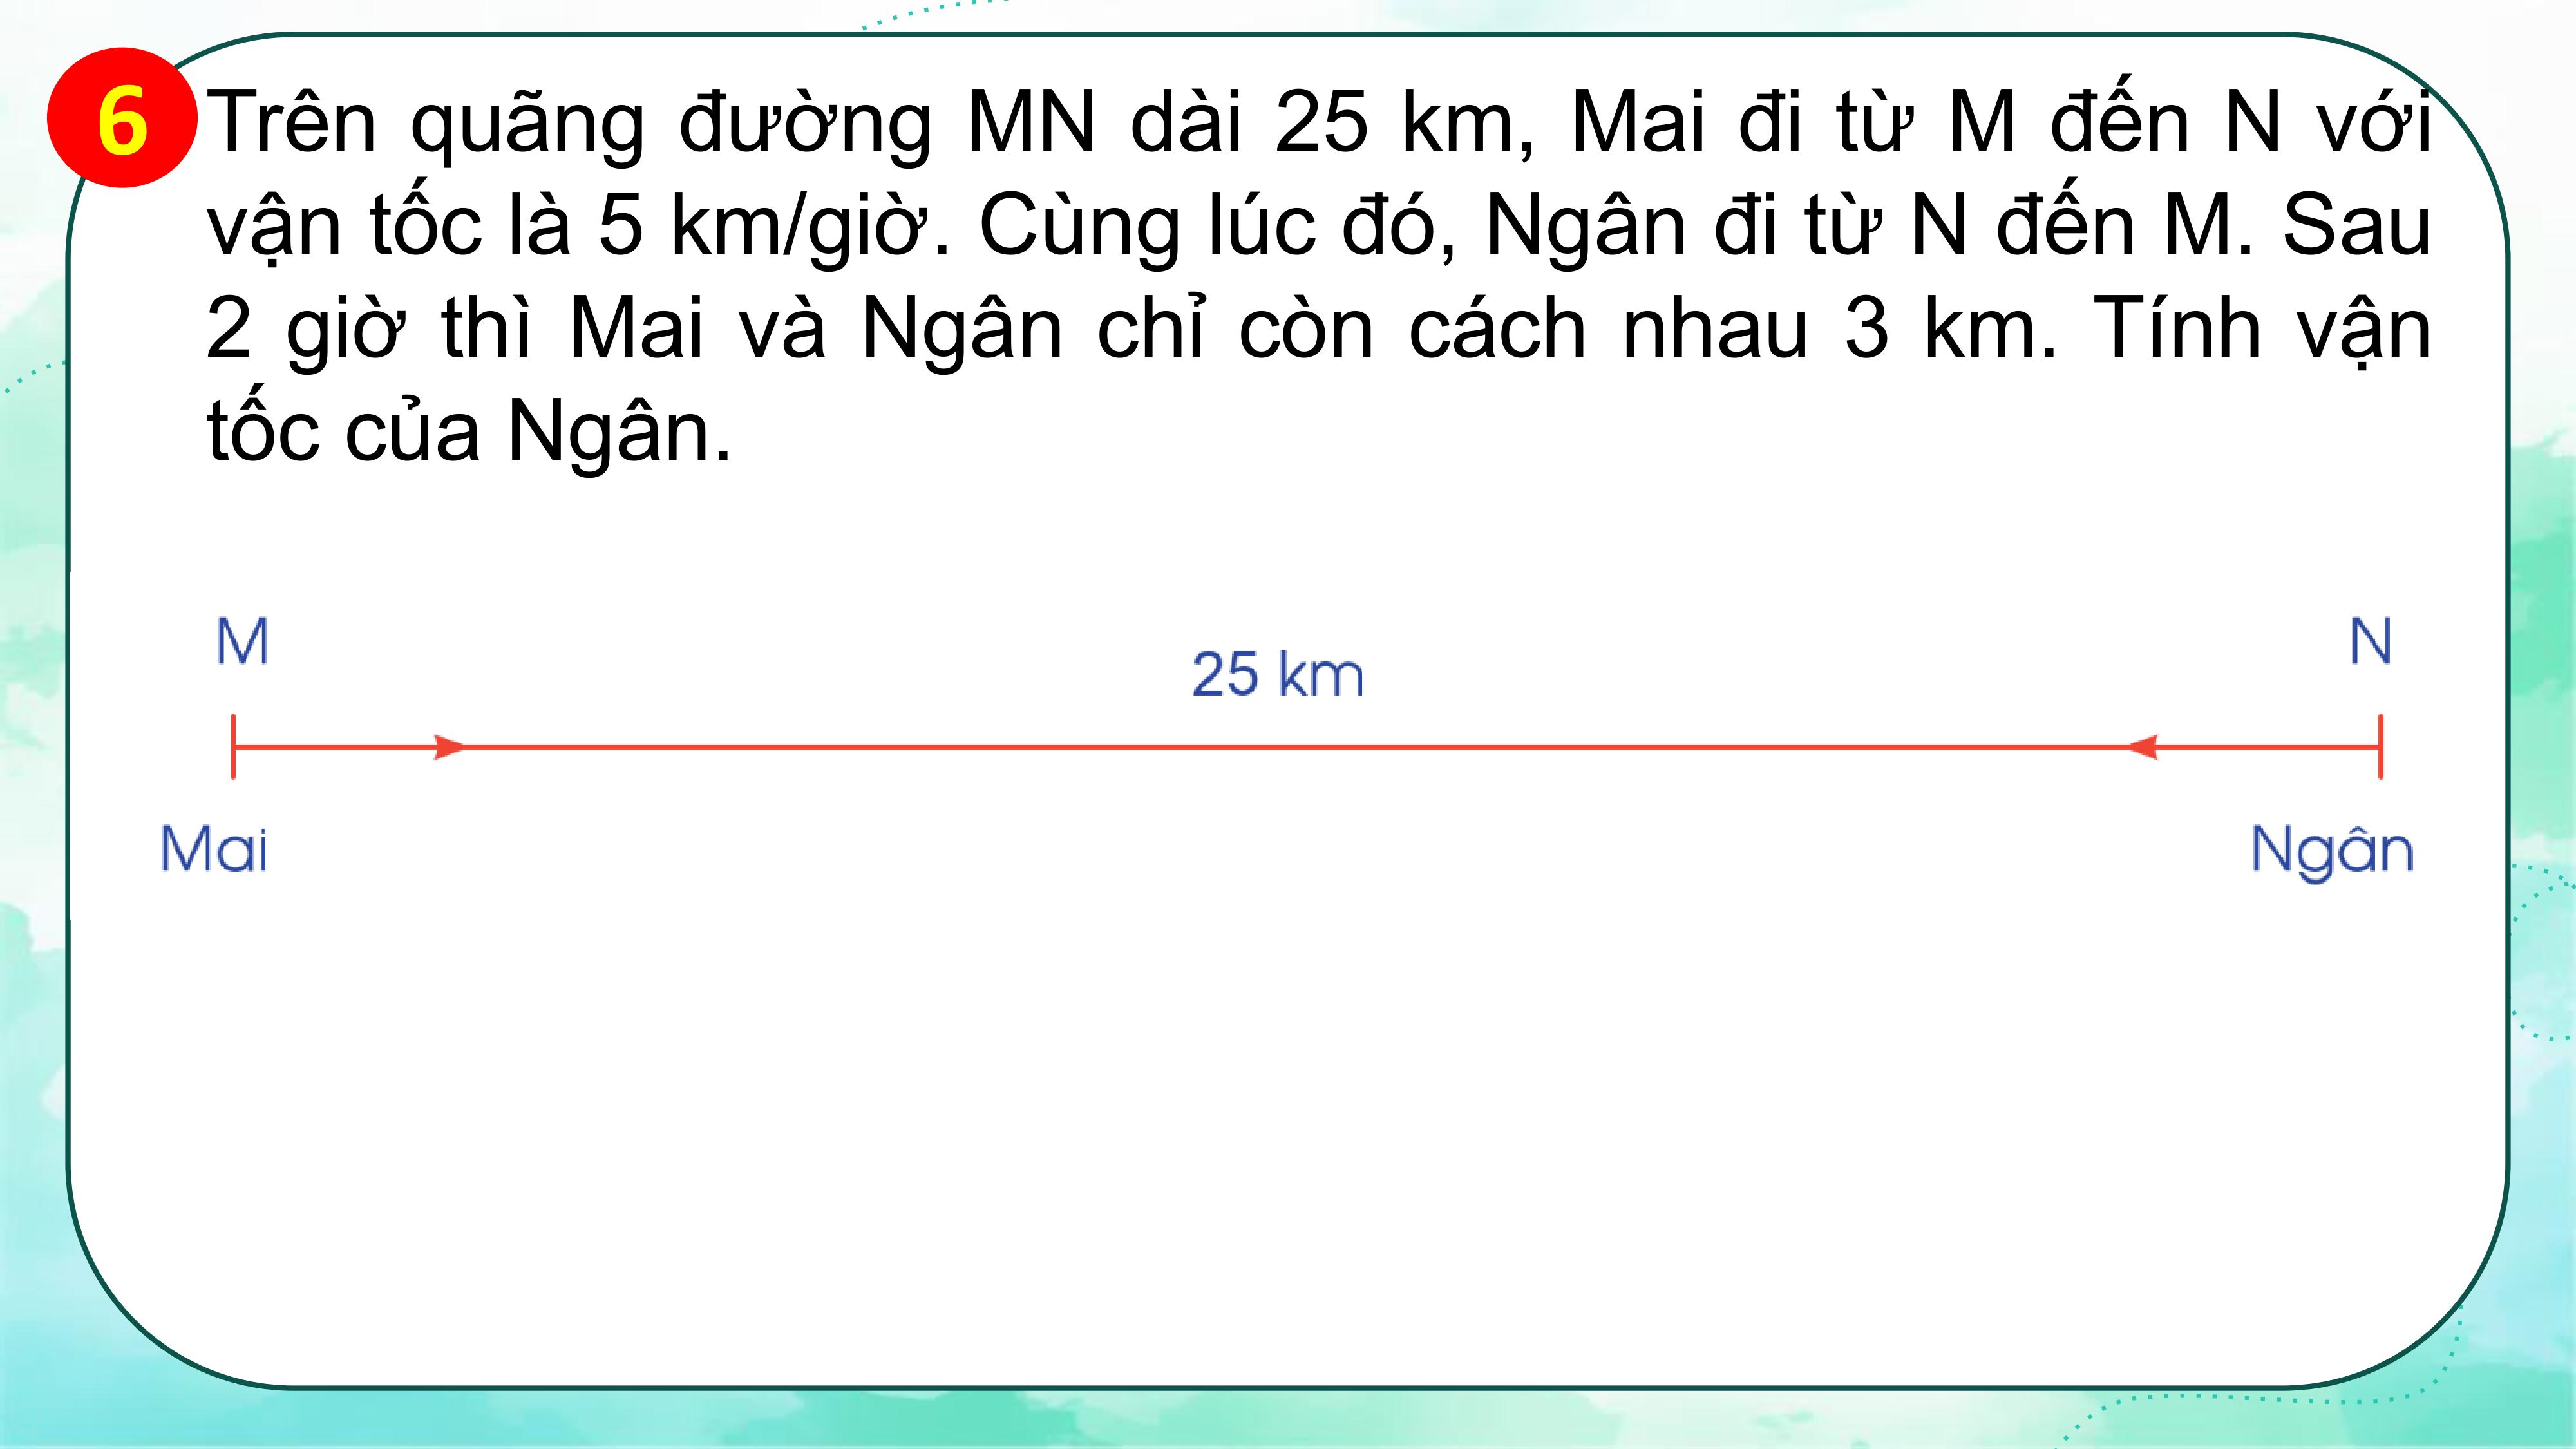 6
Trên quãng đường MN dài 25 km, Mai đi từ M đến N với
vận tốc là 5 km/giờ. Cùng lúc đó, Ngân đi từ N đến M. Sau
2 giờ thì Mai và Ngân chỉ còn cách nhau 3 km. Tính vận
tốc của Ngân.
M
25 km
N
Mai
Ngân